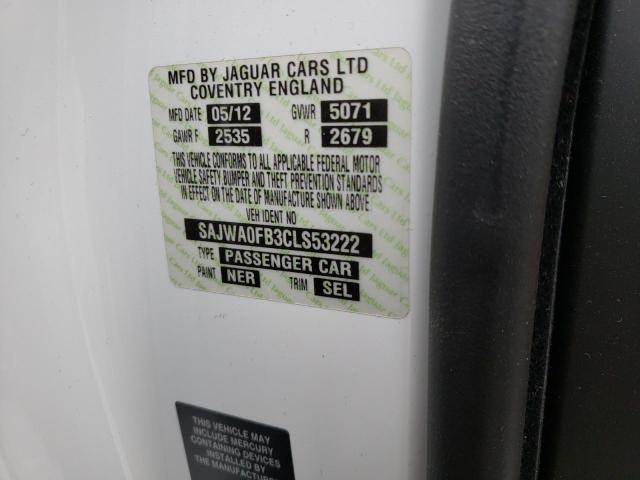 MFD BY JAGUAR CARS LTD
COVENTRY ENGLAND
MFD DATE 05/12 GVWR 5071
GAWR F 2535 R 2679
THIS VEHICLE CONFORMS TO ALL APPLICABLE FEDERAL MOTOR
VEHICLE SAFETY, BUMPER AND THEFT PREVENTION STANDARDS
IN EFFECT ON THE DATE OF MANUFACTURE SHOWN ABOVE.
VEH IDENT NO
SAJWA0FB3CLS53222
TYPE PASSENGER CAR
PAINT NER TRIM SEL
THIS VEHICLE MAY
INCLUDE MERCURY
CONTAINING DEVICES
INSTALLED BY
THE MANUFACTURER